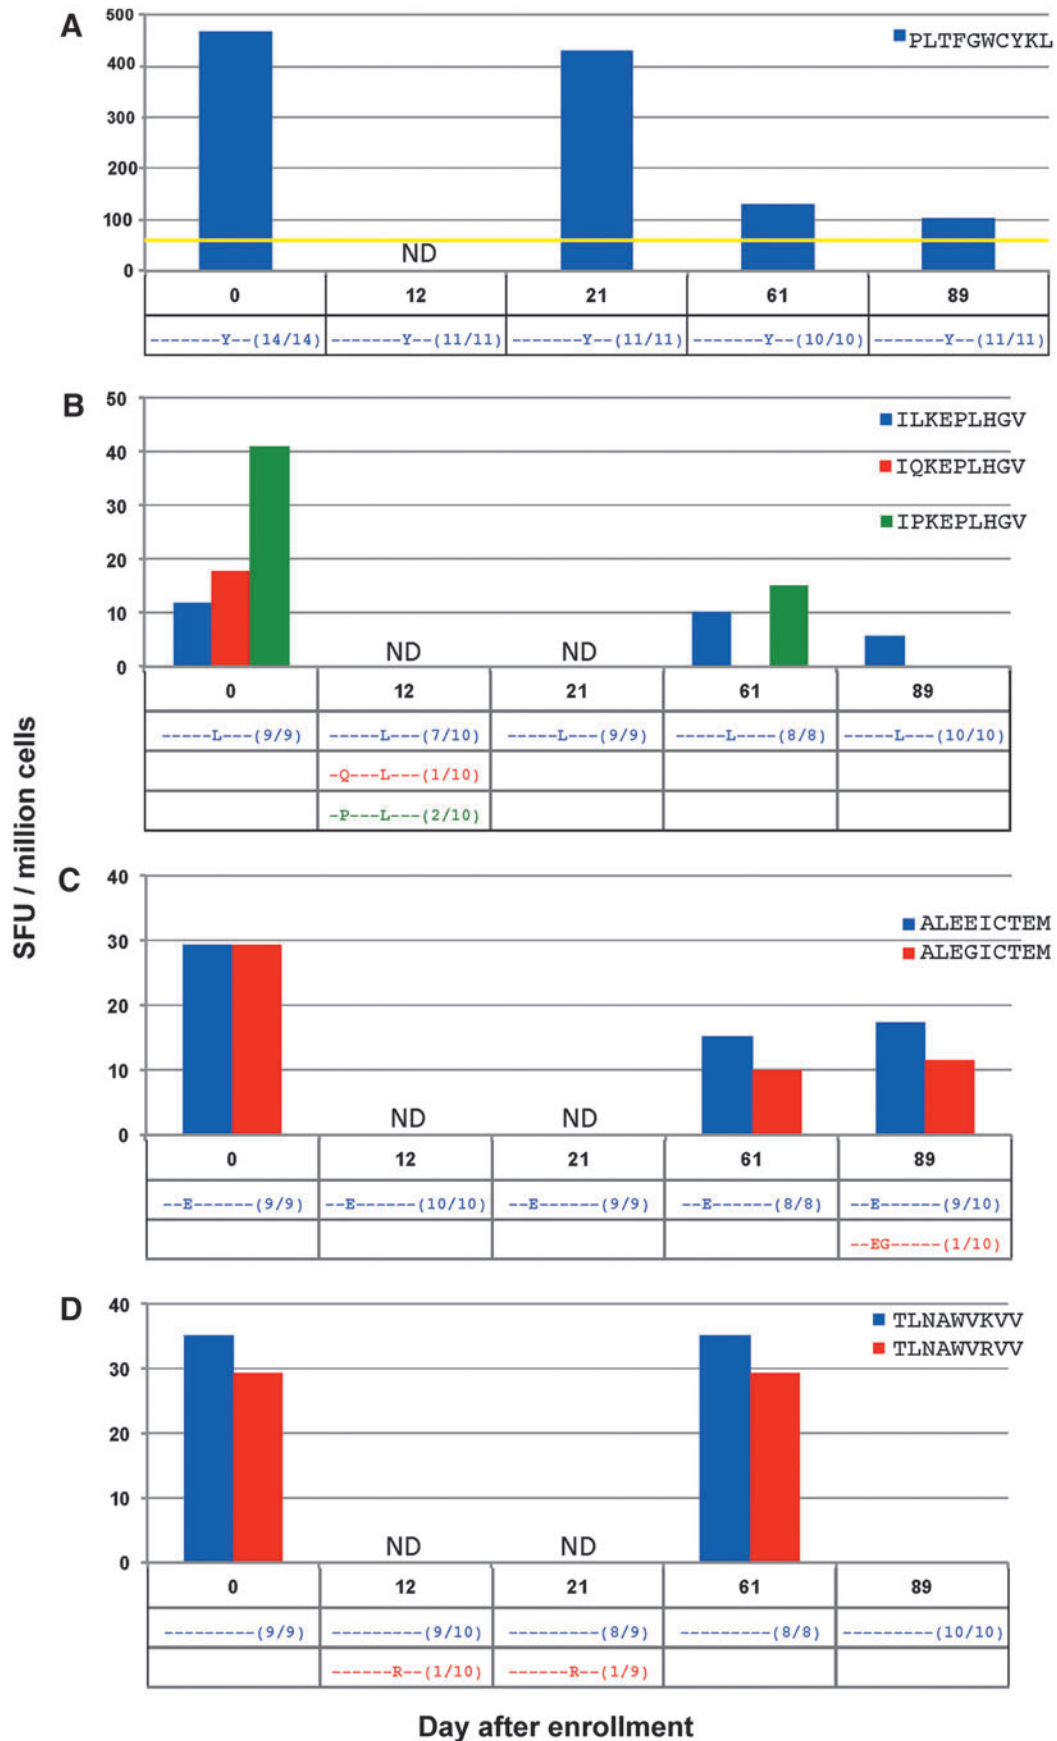 A
500
400
300
200
100
0
PLTFGWCYKL
ND
0 12 21 61 89
-------Y--(14/14) -------Y--(11/11) -------Y--(11/11) -------Y--(10/10) -------Y--(11/11)
B
50
40
30
20
10
0
ILKEPLHGV
IQKEPLHGV
IPKEPLHGV
ND ND
0 12 21 61 89
-----L---(9/9) -----L---(7/10) -----L---(9/9) -----L----(8/8) -----L---(10/10)
-Q---L---(1/10)
-P---L---(2/10)
SFU / million cells
C
40
30
20
10
0
ALEEICTEM
ALEGICTEM
ND ND
0 12 21 61 89
--E------(9/9) --E------(10/10) --E------(9/9) --E------(8/8) --E------(9/10)
--EG-----(1/10)
D
40
30
20
10
0
TLNAWVKVV
TLNAWVRVV
ND ND
0 12 21 61 89
---------(9/9) ---------(9/10) ---------(8/9) ---------(8/8) ---------(10/10)
------R--(1/10) ------R--(1/9)
Day after enrollment